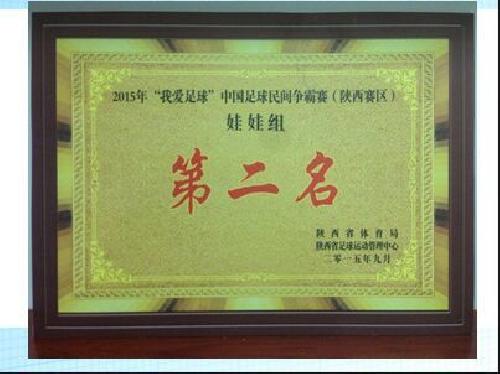 2015年“我爱足球”中国足球民间争霸赛（陕西赛区）
娃娃组
第二名
陕西省体育局
陕西省足球运动管理中心
二零一五年九月